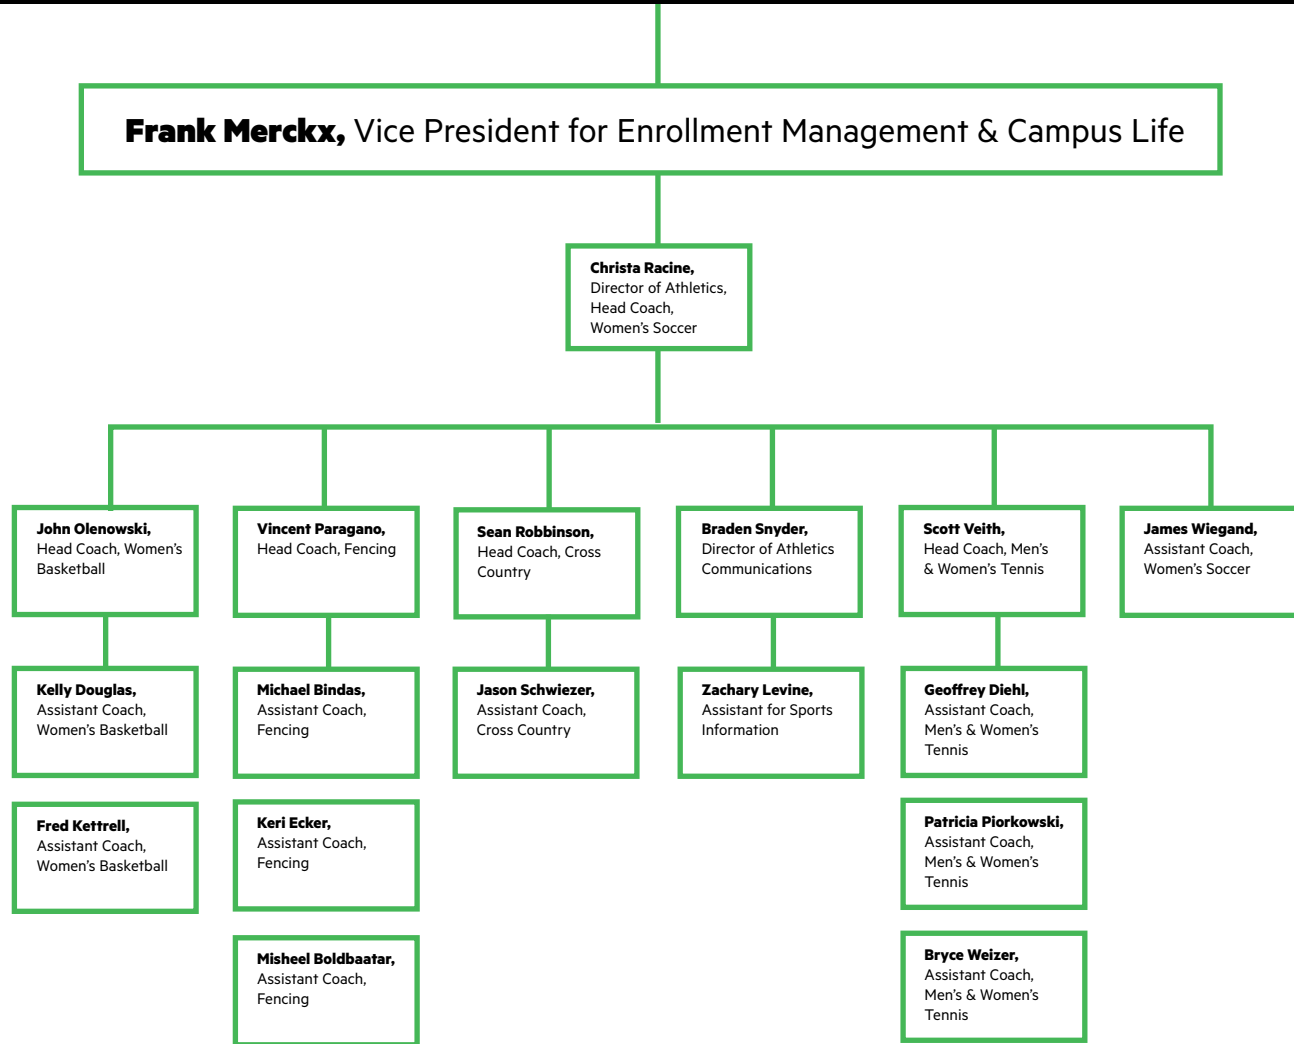 Frank Merckx, Vice President for Enrollment Management & Campus Life
Christa Racine,
Director of Athletics,
Head Coach,
Women's Soccer
John Olenowski,
Head Coach, Women's
Basketball
Vincent Paragano,
Head Coach, Fencing
Sean Robbinson,
Head Coach, Cross
Country
Braden Snyder,
Director of Athletics
Communications
Scott Veith,
Head Coach, Men's
& Women's Tennis
James Wiegand,
Assistant Coach,
Women's Soccer
Kelly Douglas,
Assistant Coach,
Women's Basketball
Michael Bindas,
Assistant Coach,
Fencing
Jason Schwiezer,
Assistant Coach,
Cross Country
Zachary Levine,
Assistant for Sports
Information
Geoffrey Diehl,
Assistant Coach,
Men's & Women's
Tennis
Fred Kettrell,
Assistant Coach,
Women's Basketball
Keri Ecker,
Assistant Coach,
Fencing
Patricia Piorkowski,
Assistant Coach,
Men's & Women's
Tennis
Misheel Boldbaatar,
Assistant Coach,
Fencing
Bryce Weizer,
Assistant Coach,
Men's & Women's
Tennis